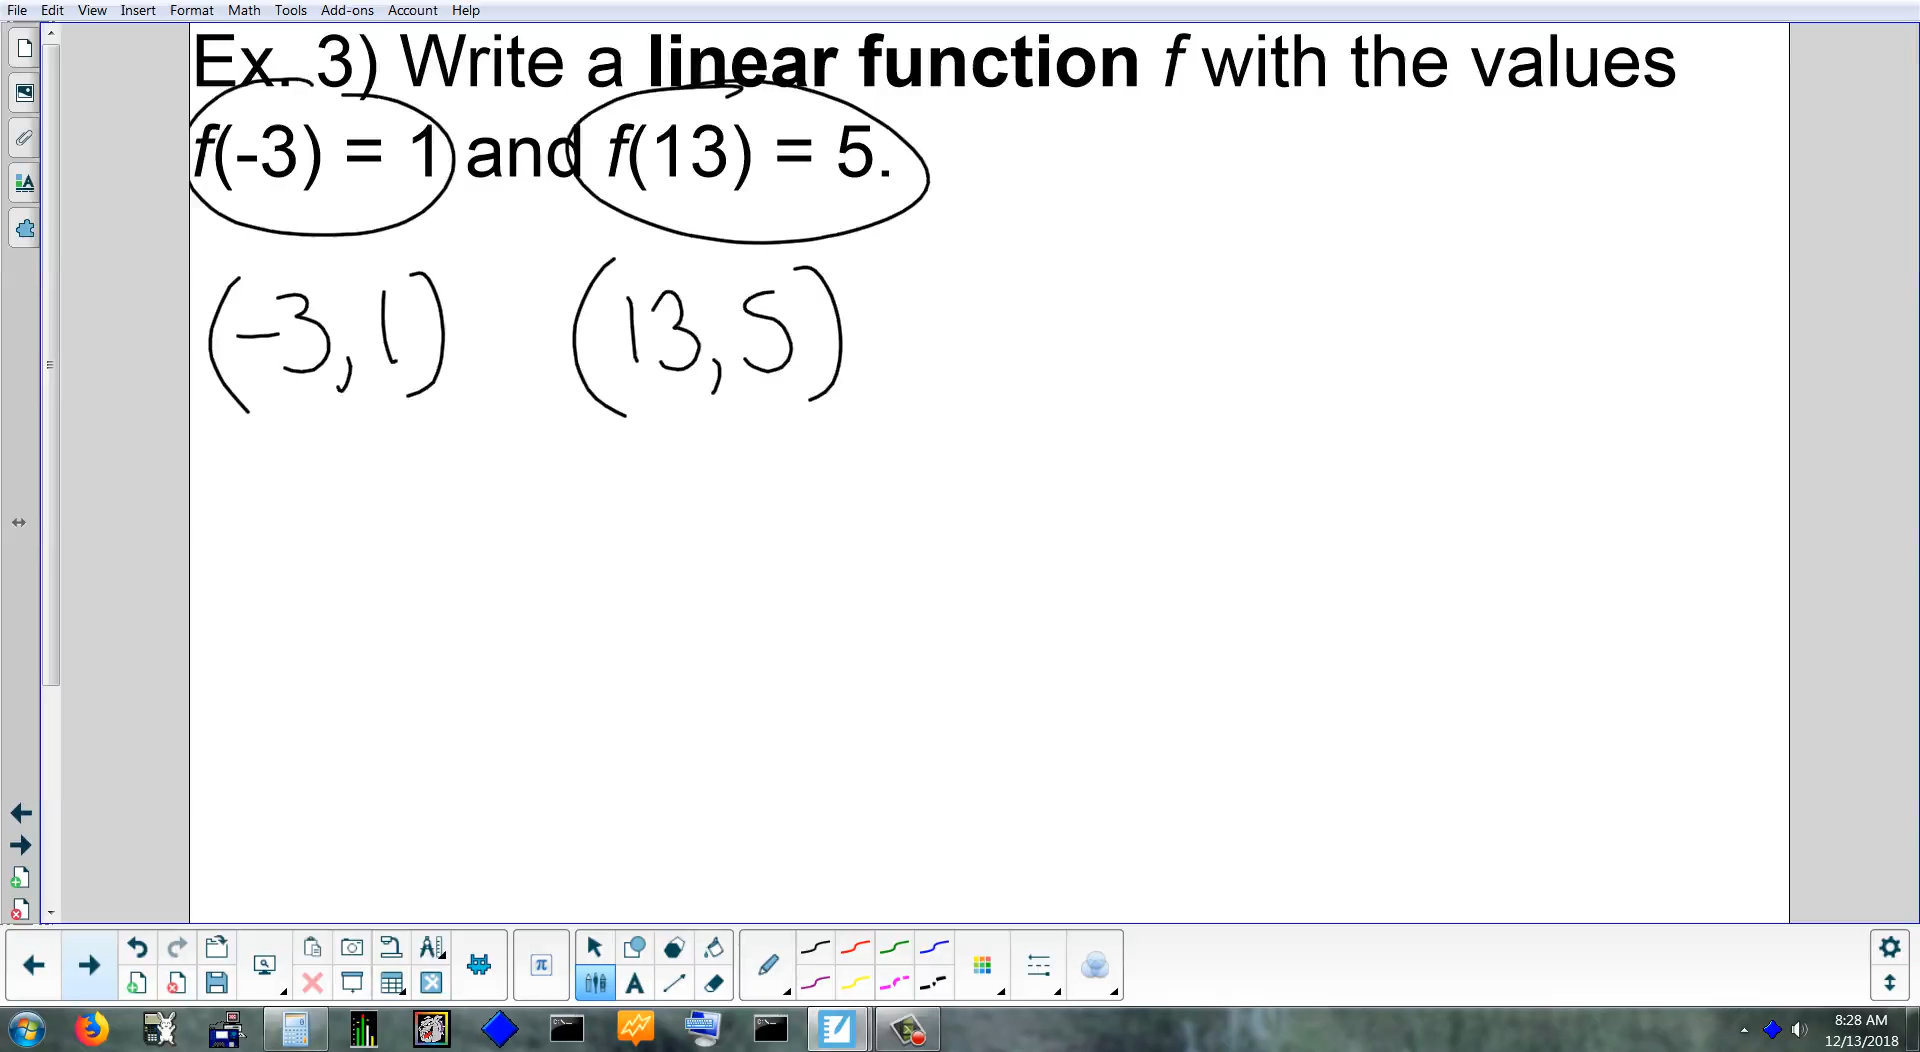 File Edit View Insert Format Math Tools Add-ons Account Help
Ex. 3) Write a linear function f with the values
f(-3) = 1 and f(13) = 5.
(-3, 1) (13, 5)
π
A
8:28 AM
12/13/2018